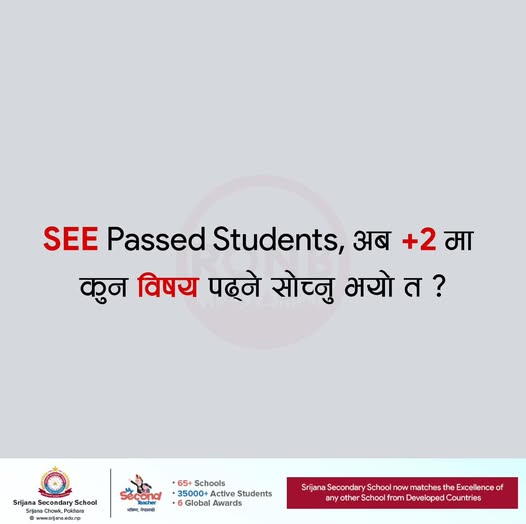 SEE Passed Students, अब +2 मा
कुन विषय पढ्ने सोच्नु भयो त ?
RONB
Srijana Secondary School
Srijana Chowk, Pokhara
www.srijana.edu.np
My
Second
Teacher
• 65+ Schools
• 35000+ Active Students
• 6 Global Awards
Srijana Secondary School now matches the Excellence of
any other School from Developed Countries